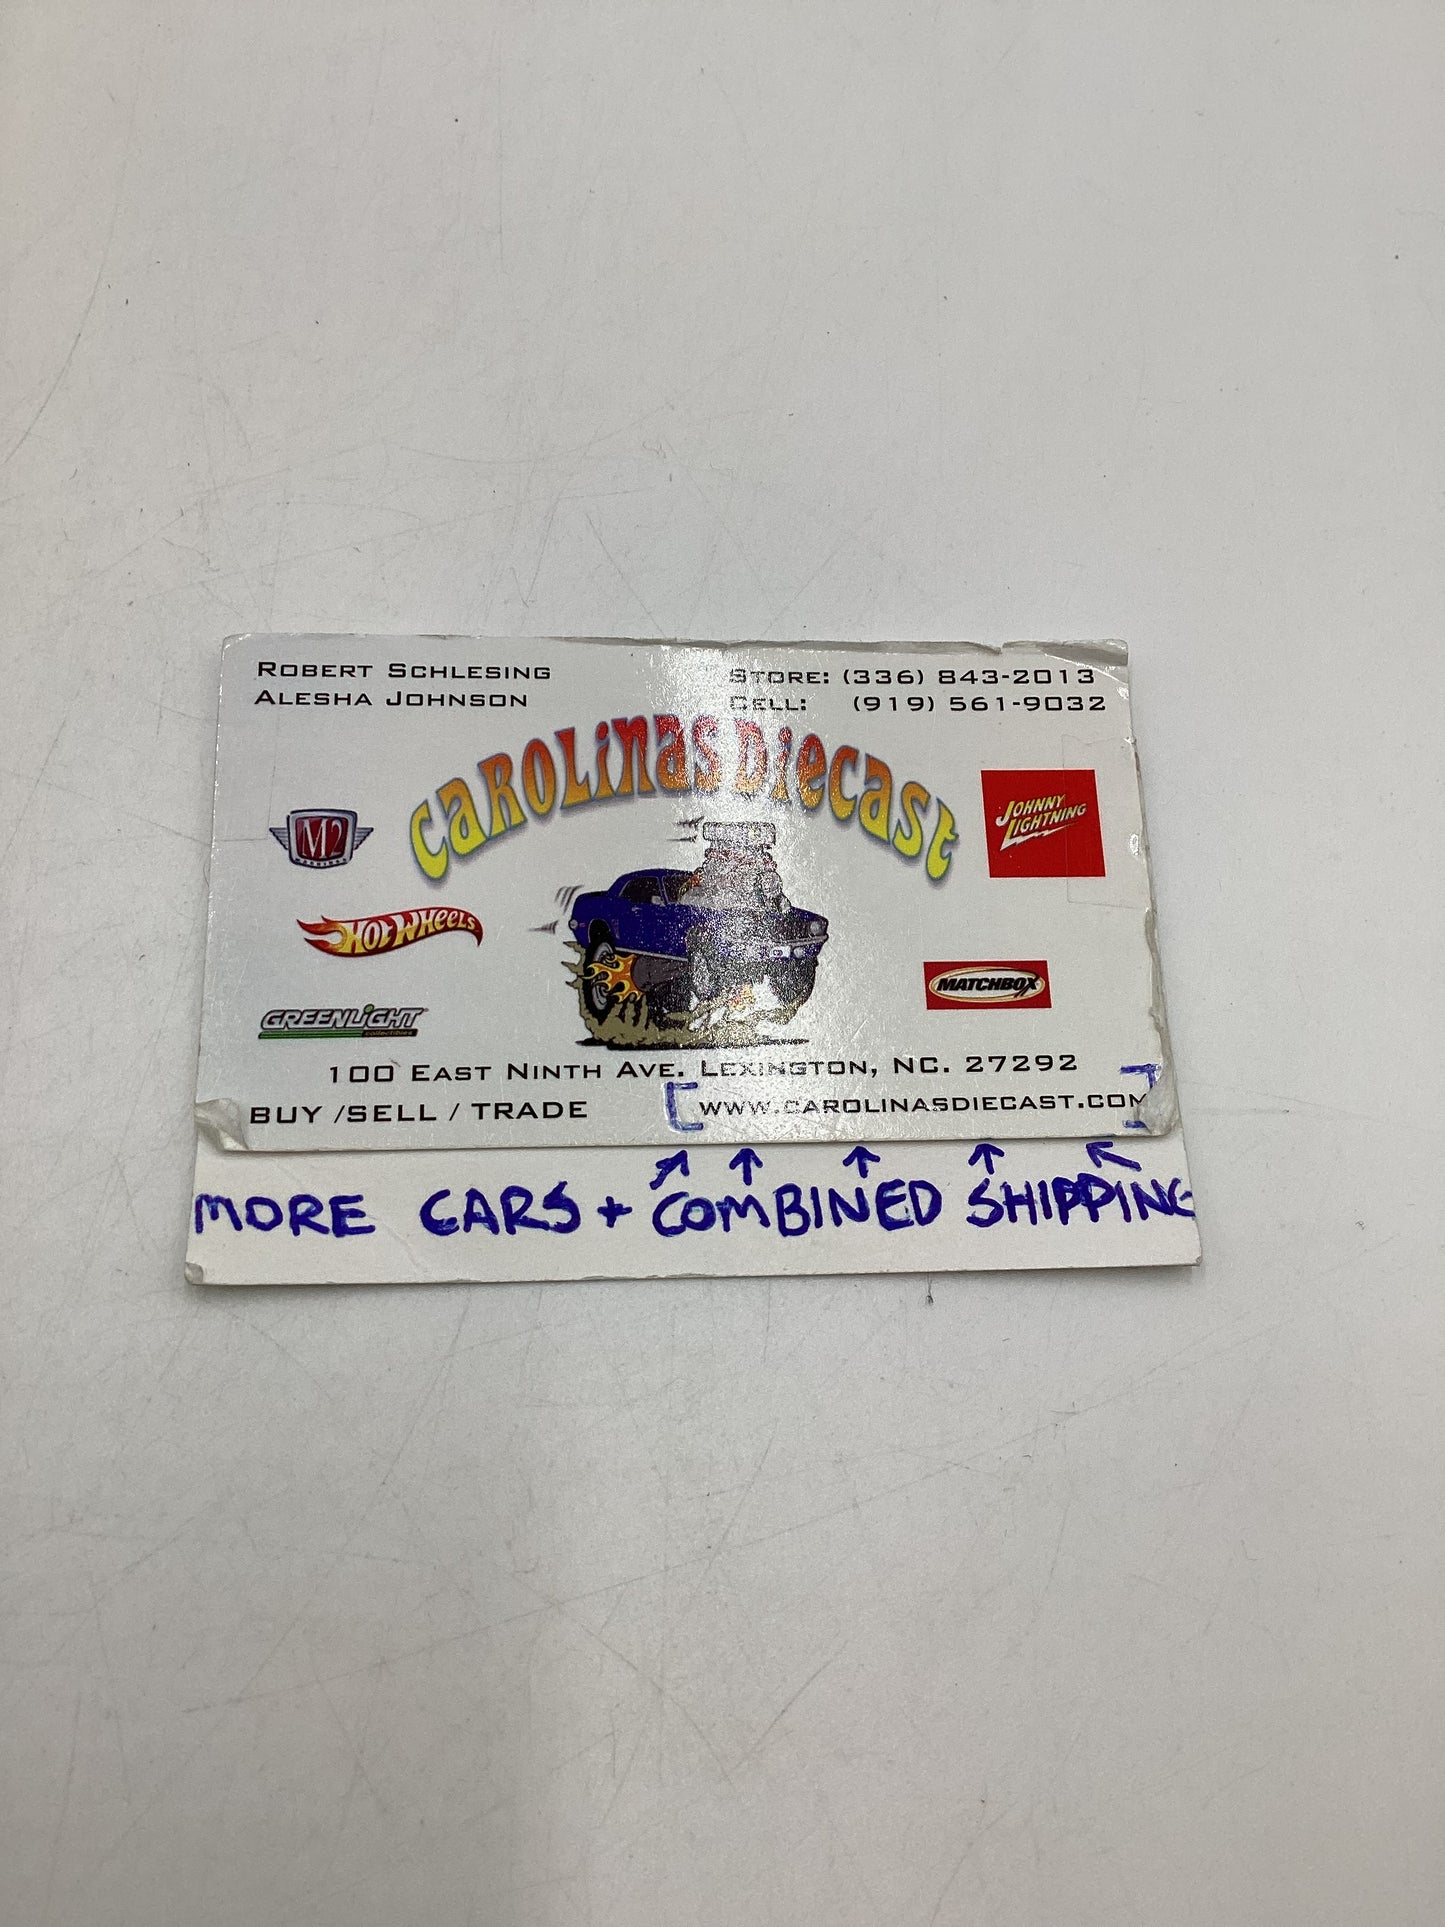 Robert Schlesing
Store: (336) 843-2013
Alesha Johnson
Cell: (919) 561-9032
Carolinas Diecast
M2
MACHINES
Johnny Lightning
Hot Wheels
MATCHBOX
GREENLiGHT
collectibles
100 East Ninth Ave. Lexington, NC. 27292
BUY /SELL / TRADE
www.carolinasdiecast.com
MORE CARS + COMBINED SHIPPING